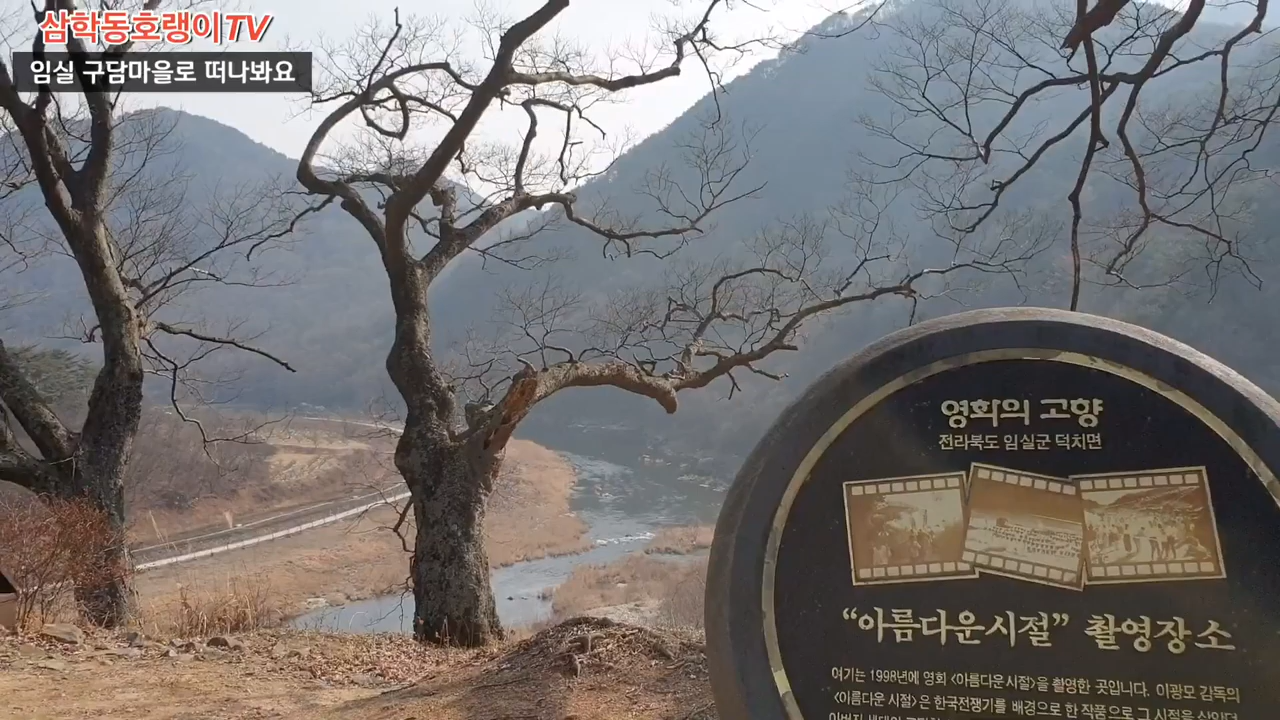 삼학동호랭이TV
임실 구담마을로 떠나봐요
영화의 고향
전라북도 임실군 덕치면
“아름다운시절” 촬영장소
여기는 1998년에 영화 <아름다운시절>을 촬영한 곳입니다. 이광모 감독의
<아름다운 시절>은 한국전쟁기를 배경으로 한 작품으로 그 시절을 살았던